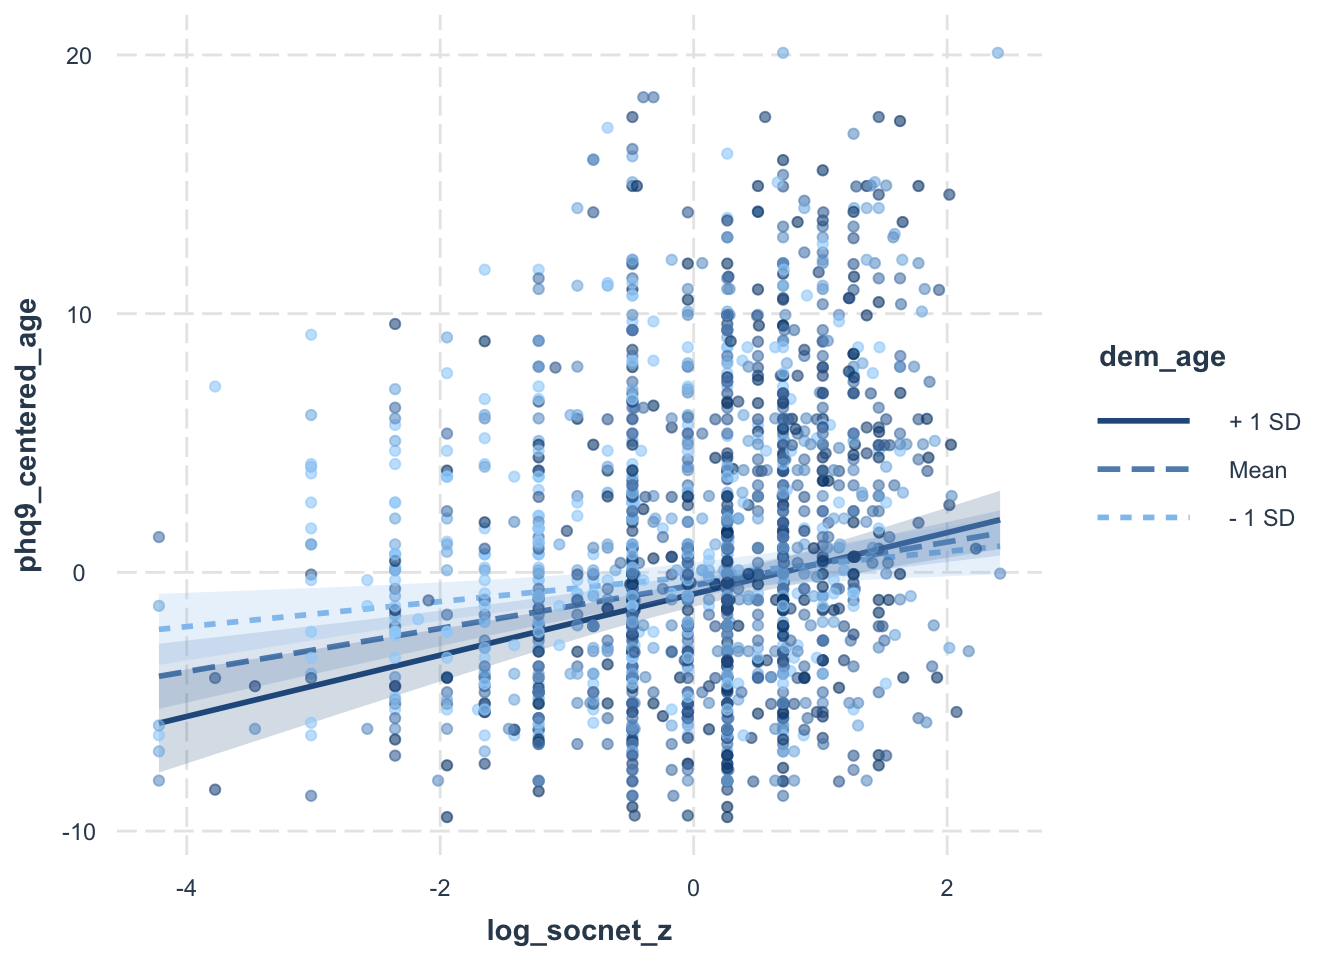 20
10
0
-10
phq9_centered_age
-4
-2
0
2
log_socnet_z
dem_age
+ 1 SD
Mean
- 1 SD